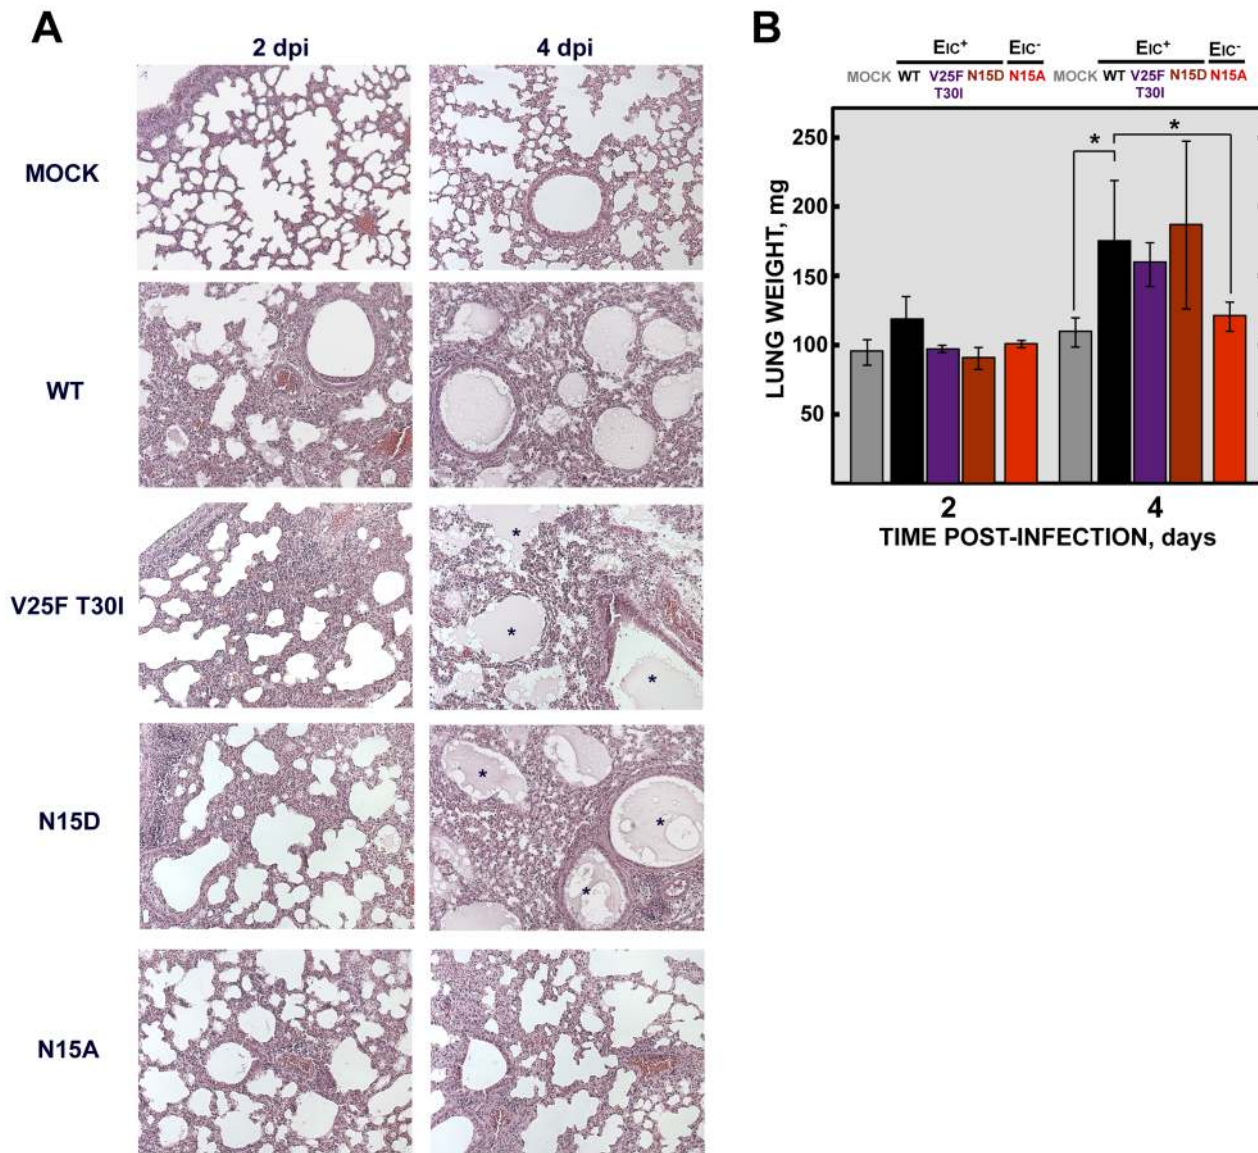 A
2 dpi
4 dpi
MOCK
WT
*
V25F T30I
*
*
N15D
*
*
*
N15A
B
EIC+ EIC- EIC+ EIC-
MOCK WT V25F N15D N15A MOCK WT V25F N15D N15A
T30I T30I
250
200
150
100
50
* *
LUNG WEIGHT, mg
2 4
TIME POST-INFECTION, days